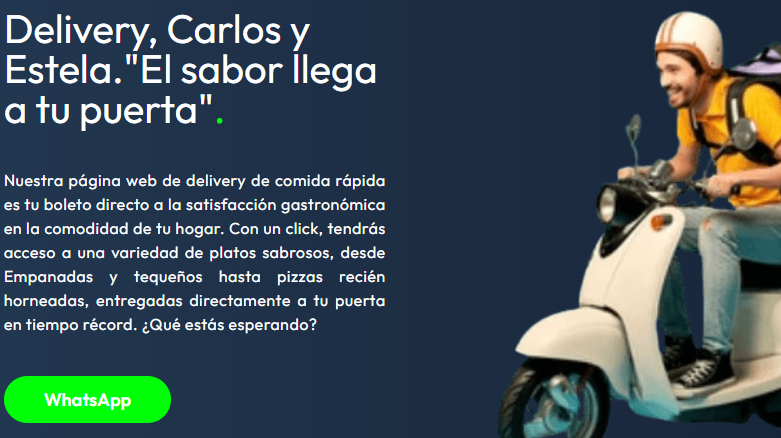 Delivery, Carlos y
Estela."El sabor llega
a tu puerta".
Nuestra página web de delivery de comida rápida
es tu boleto directo a la satisfacción gastronómica
en la comodidad de tu hogar. Con un click, tendrás
acceso a una variedad de platos sabrosos, desde
Empanadas y tequeños hasta pizzas recién
horneadas, entregadas directamente a tu puerta
en tiempo récord. ¿Qué estás esperando?
WhatsApp